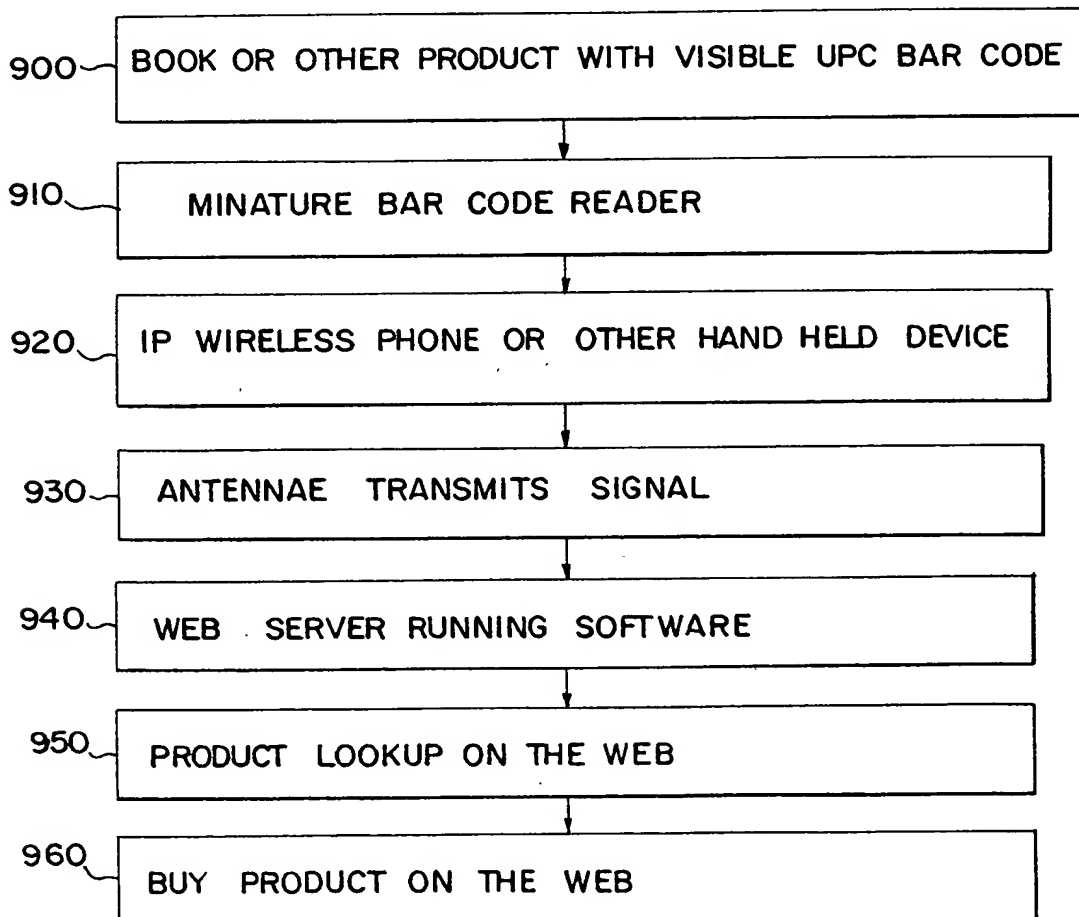 900 BOOK OR OTHER PRODUCT WITH VISIBLE UPC BAR CODE
910 MINATURE BAR CODE READER
920 IP WIRELESS PHONE OR OTHER HAND HELD DEVICE
930 ANTENNAE TRANSMITS SIGNAL
940 WEB SERVER RUNNING SOFTWARE
950 PRODUCT LOOKUP ON THE WEB
960 BUY PRODUCT ON THE WEB